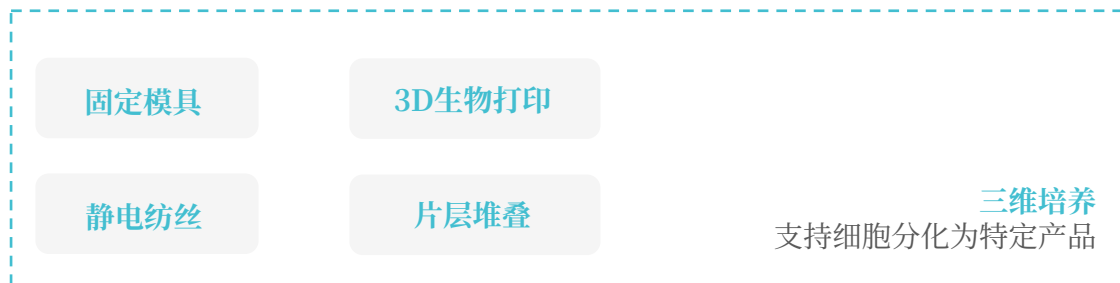 固定模具
3D生物打印
静电纺丝
片层堆叠
三维培养
支持细胞分化为特定产品